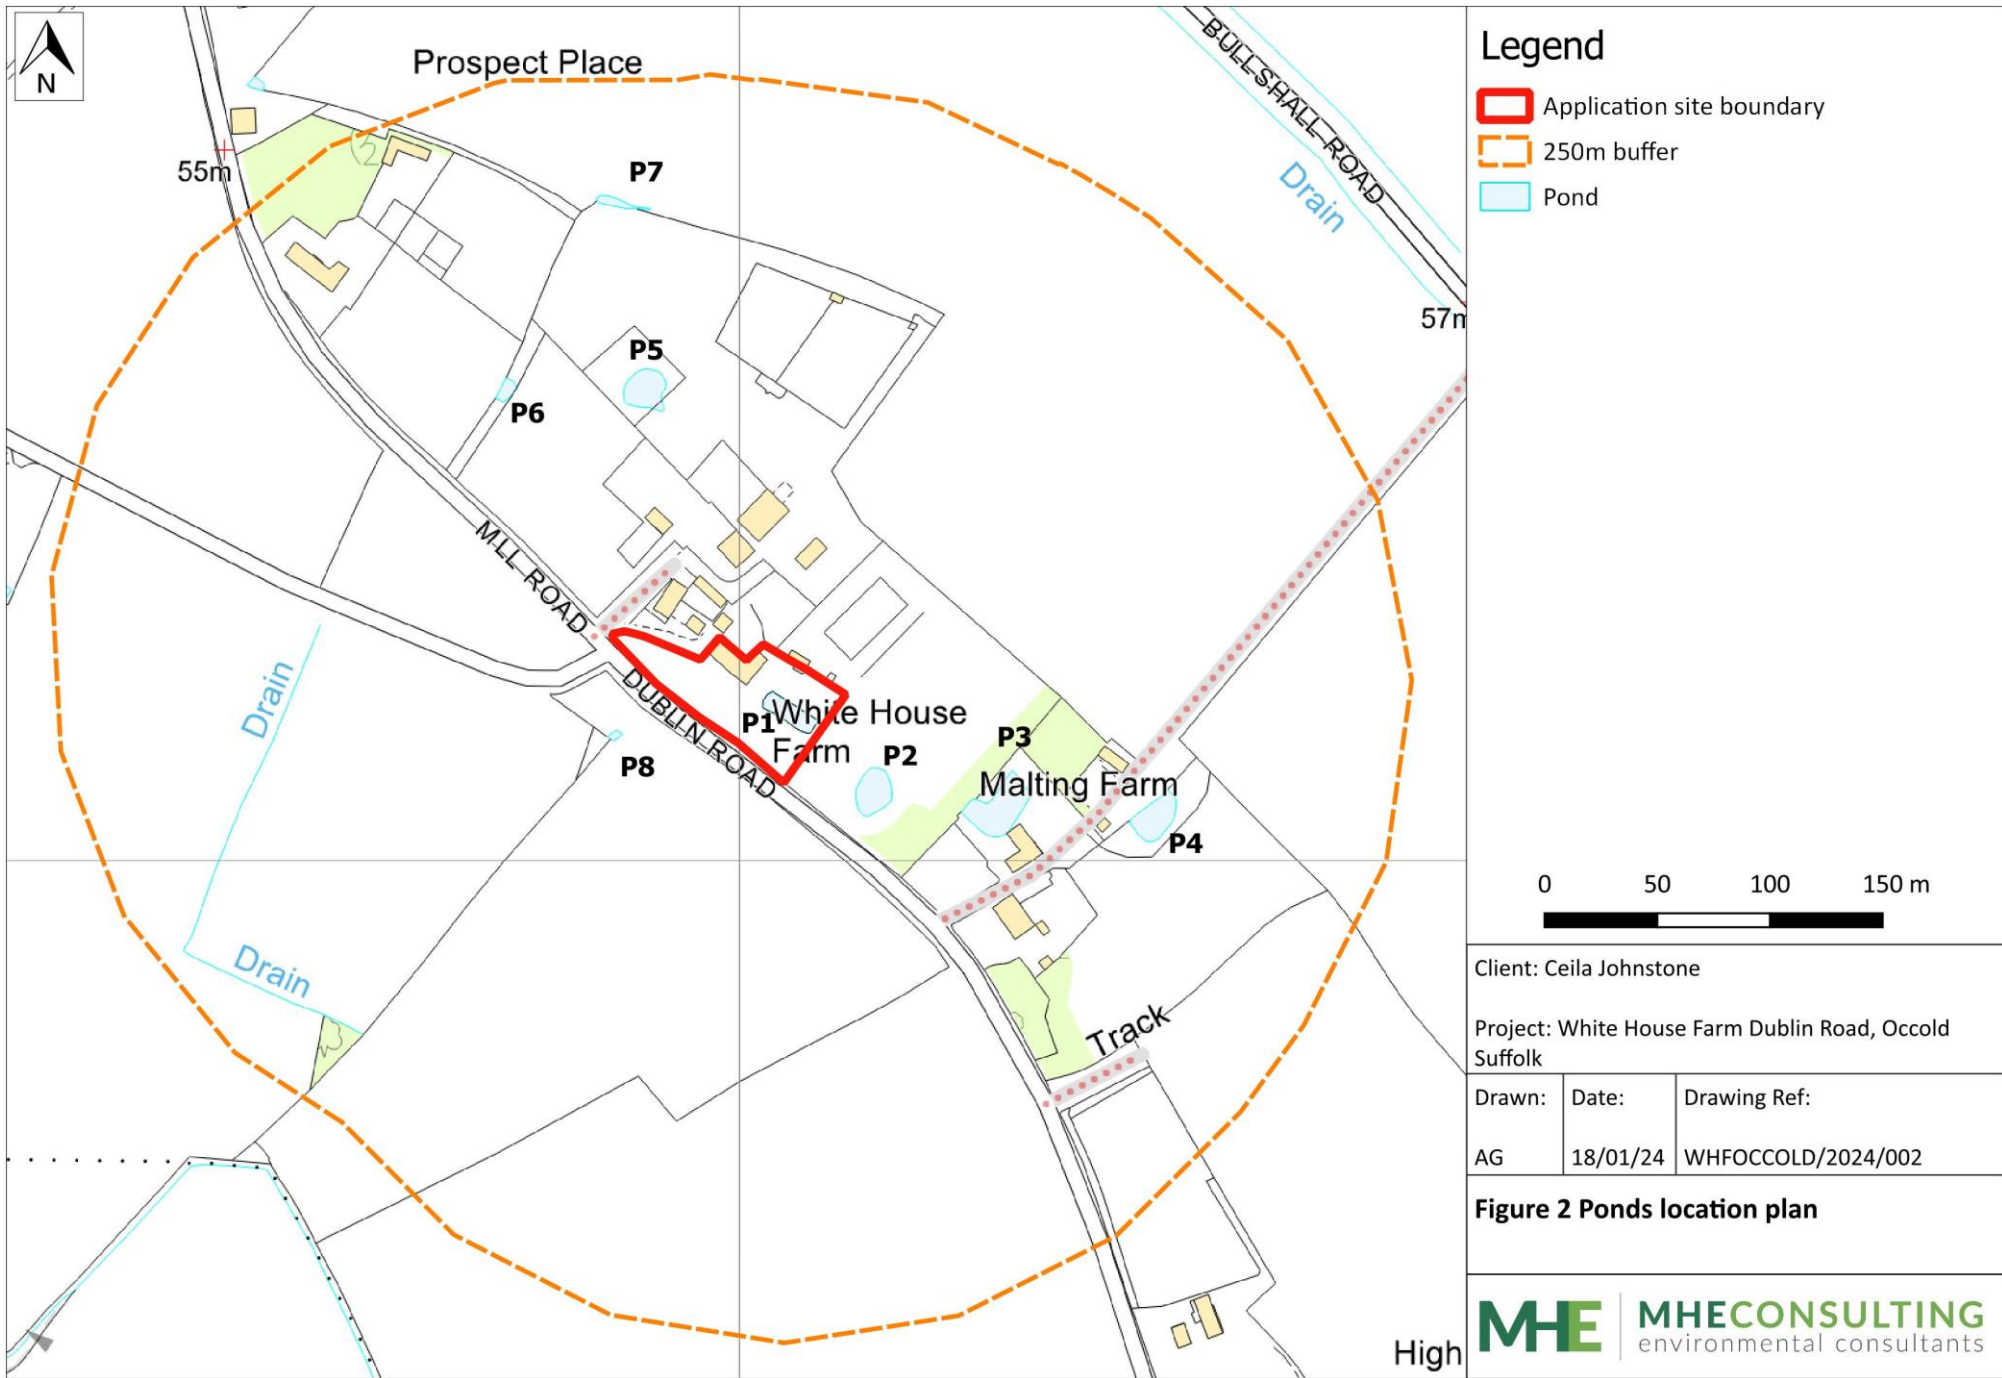 N
Prospect Place
BULLSHALL ROAD
Drain
55m
57m
P7
P5
P6
MLL ROAD
Drain
DUBLIN ROAD
P1
White House
Farm
P2
P3
Malting Farm
P4
P8
Drain
Track
High
Legend
Application site boundary
250m buffer
Pond
0 50 100 150 m
Client: Ceila Johnstone
Project: White House Farm Dublin Road, Occold
Suffolk
Drawn: Date: Drawing Ref:
AG 18/01/24 WHFOCCOLD/2024/002
Figure 2 Ponds location plan
MHE MHECONSULTING
environmental consultants